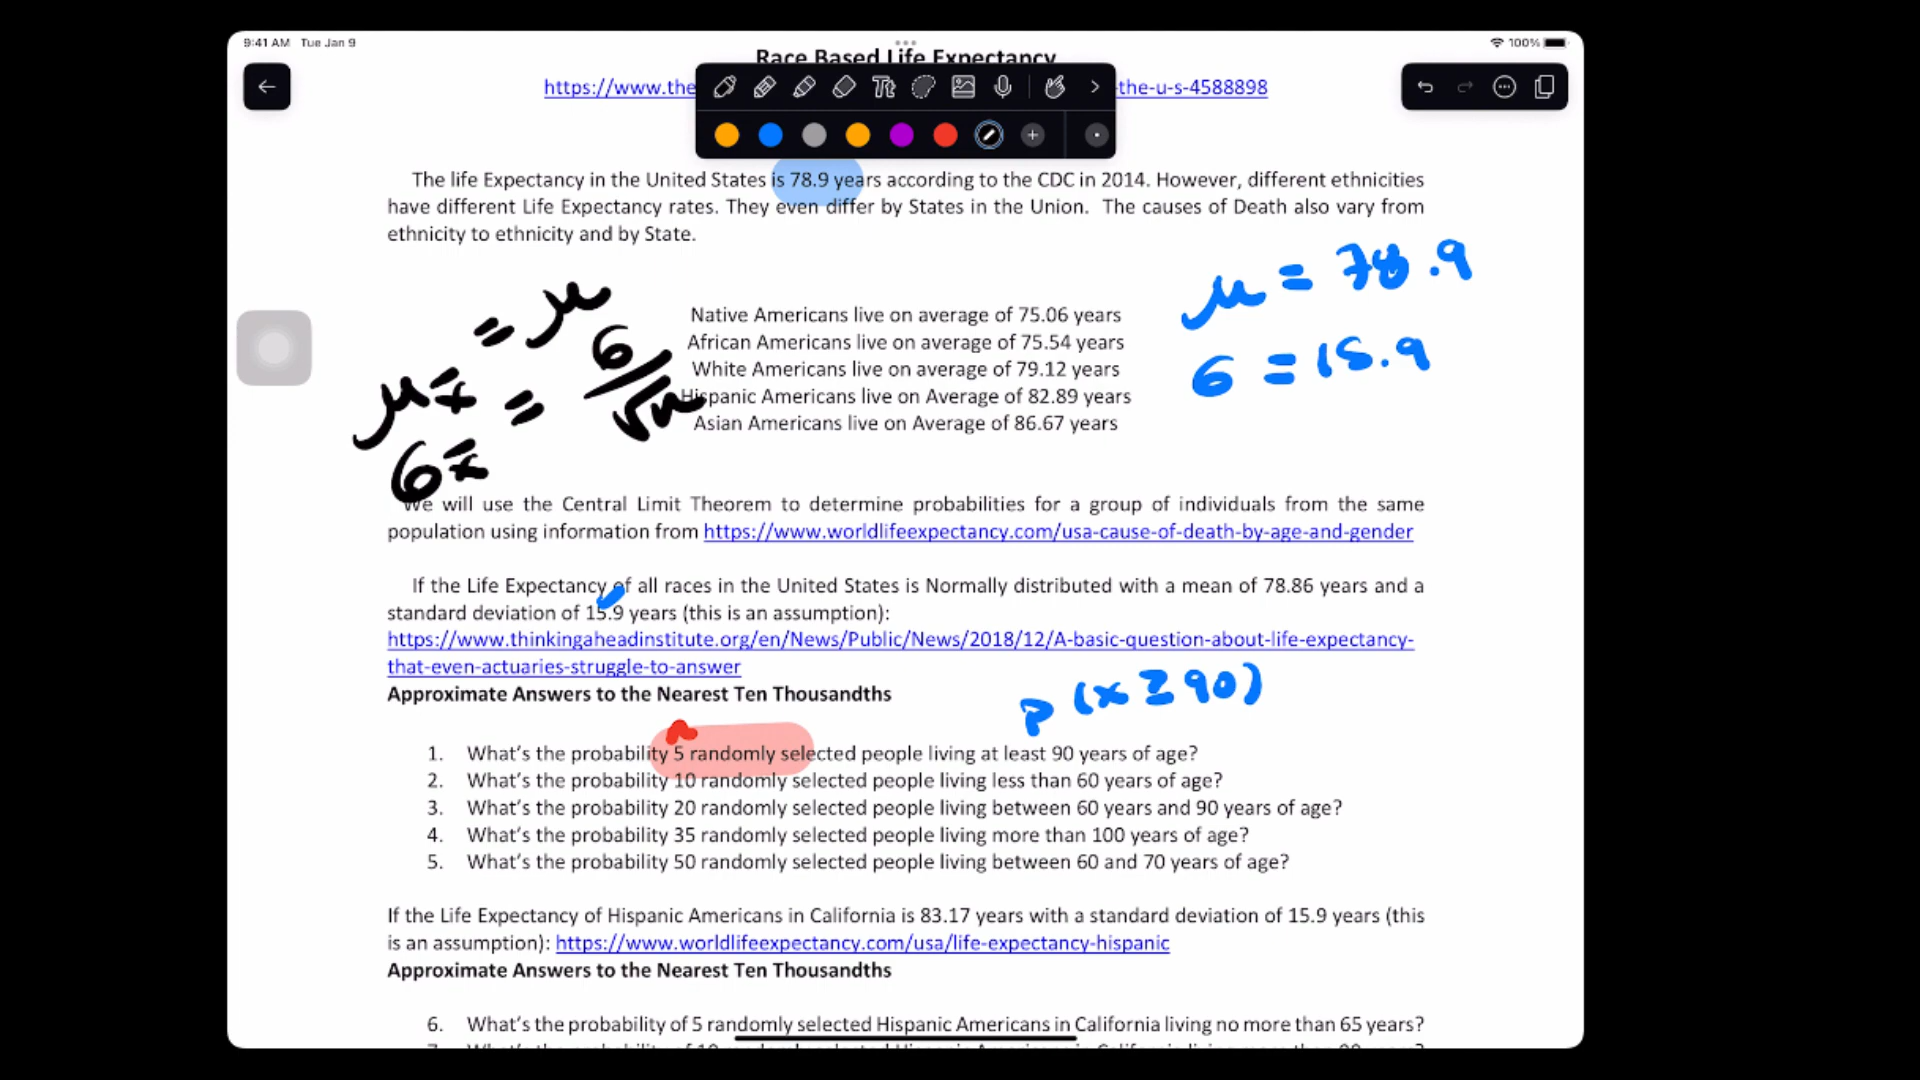 9:41 AM Tue Jan 9
100%
Race Based Life Expectancy
https://www.the
-the-u-s-4588898
The life Expectancy in the United States is 78.9 years according to the CDC in 2014. However, different ethnicities
have different Life Expectancy rates. They even differ by States in the Union. The causes of Death also vary from
ethnicity to ethnicity and by State.
μ = 78.9
σ = 15.9
μx̄ = μ
σx̄ = σ/√n
Native Americans live on average of 75.06 years
African Americans live on average of 75.54 years
White Americans live on average of 79.12 years
Hispanic Americans live on Average of 82.89 years
Asian Americans live on Average of 86.67 years
We will use the Central Limit Theorem to determine probabilities for a group of individuals from the same
population using information from https://www.worldlifeexpectancy.com/usa-cause-of-death-by-age-and-gender
If the Life Expectancy of all races in the United States is Normally distributed with a mean of 78.86 years and a
standard deviation of 15.9 years (this is an assumption):
https://www.thinkingaheadinstitute.org/en/News/Public/News/2018/12/A-basic-question-about-life-expectancy-
that-even-actuaries-struggle-to-answer
Approximate Answers to the Nearest Ten Thousandths
P (x ≥ 90)
1. What's the probability 5 randomly selected people living at least 90 years of age?
2. What's the probability 10 randomly selected people living less than 60 years of age?
3. What's the probability 20 randomly selected people living between 60 years and 90 years of age?
4. What's the probability 35 randomly selected people living more than 100 years of age?
5. What's the probability 50 randomly selected people living between 60 and 70 years of age?
If the Life Expectancy of Hispanic Americans in California is 83.17 years with a standard deviation of 15.9 years (this
is an assumption): https://www.worldlifeexpectancy.com/usa/life-expectancy-hispanic
Approximate Answers to the Nearest Ten Thousandths
6. What's the probability of 5 randomly selected Hispanic Americans in California living no more than 65 years?